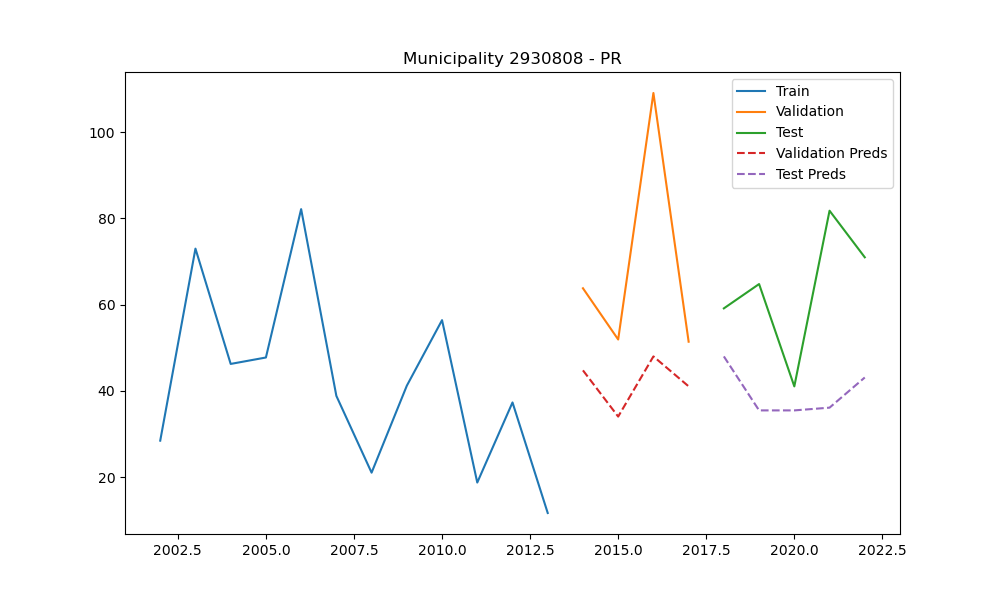 Municipality 2930808 - PR
Train
Validation
Test
Validation Preds
Test Preds
100
80
60
40
20
2002.5 2005.0 2007.5 2010.0 2012.5 2015.0 2017.5 2020.0 2022.5